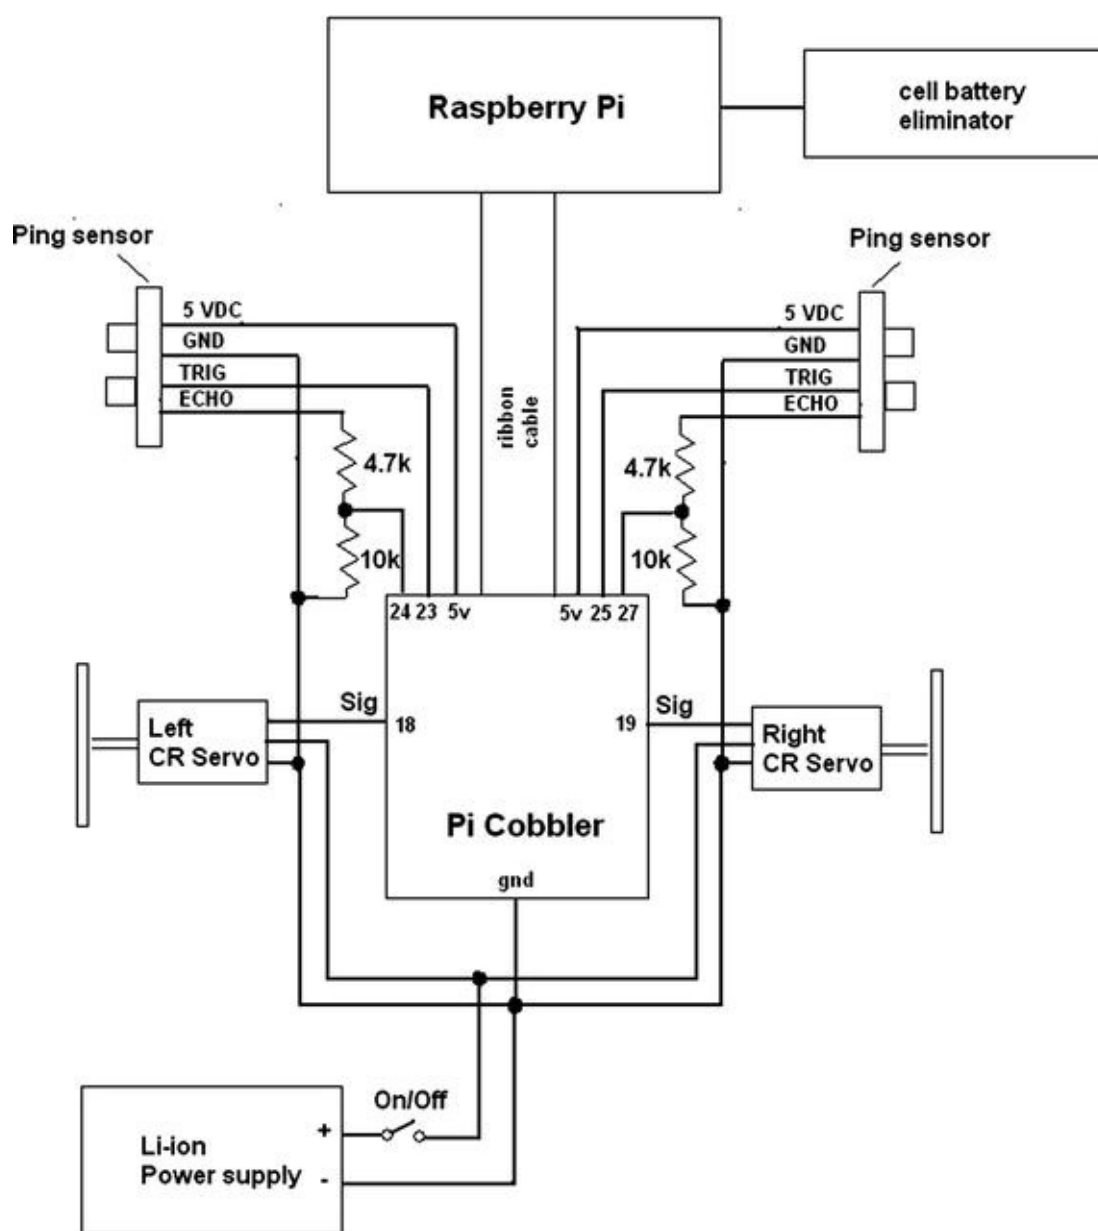 Raspberry Pi
cell battery
eliminator
Ping sensor
Ping sensor
5 VDC
GND
TRIG
ECHO
5 VDC
GND
TRIG
ECHO
ribbon
cable
4.7k
10k
4.7k
10k
24 23 5v
5v 25 27
Sig
18
19
Sig
Left
CR Servo
Right
CR Servo
Pi Cobbler
gnd
On/Off
+
Li-ion
Power supply
-